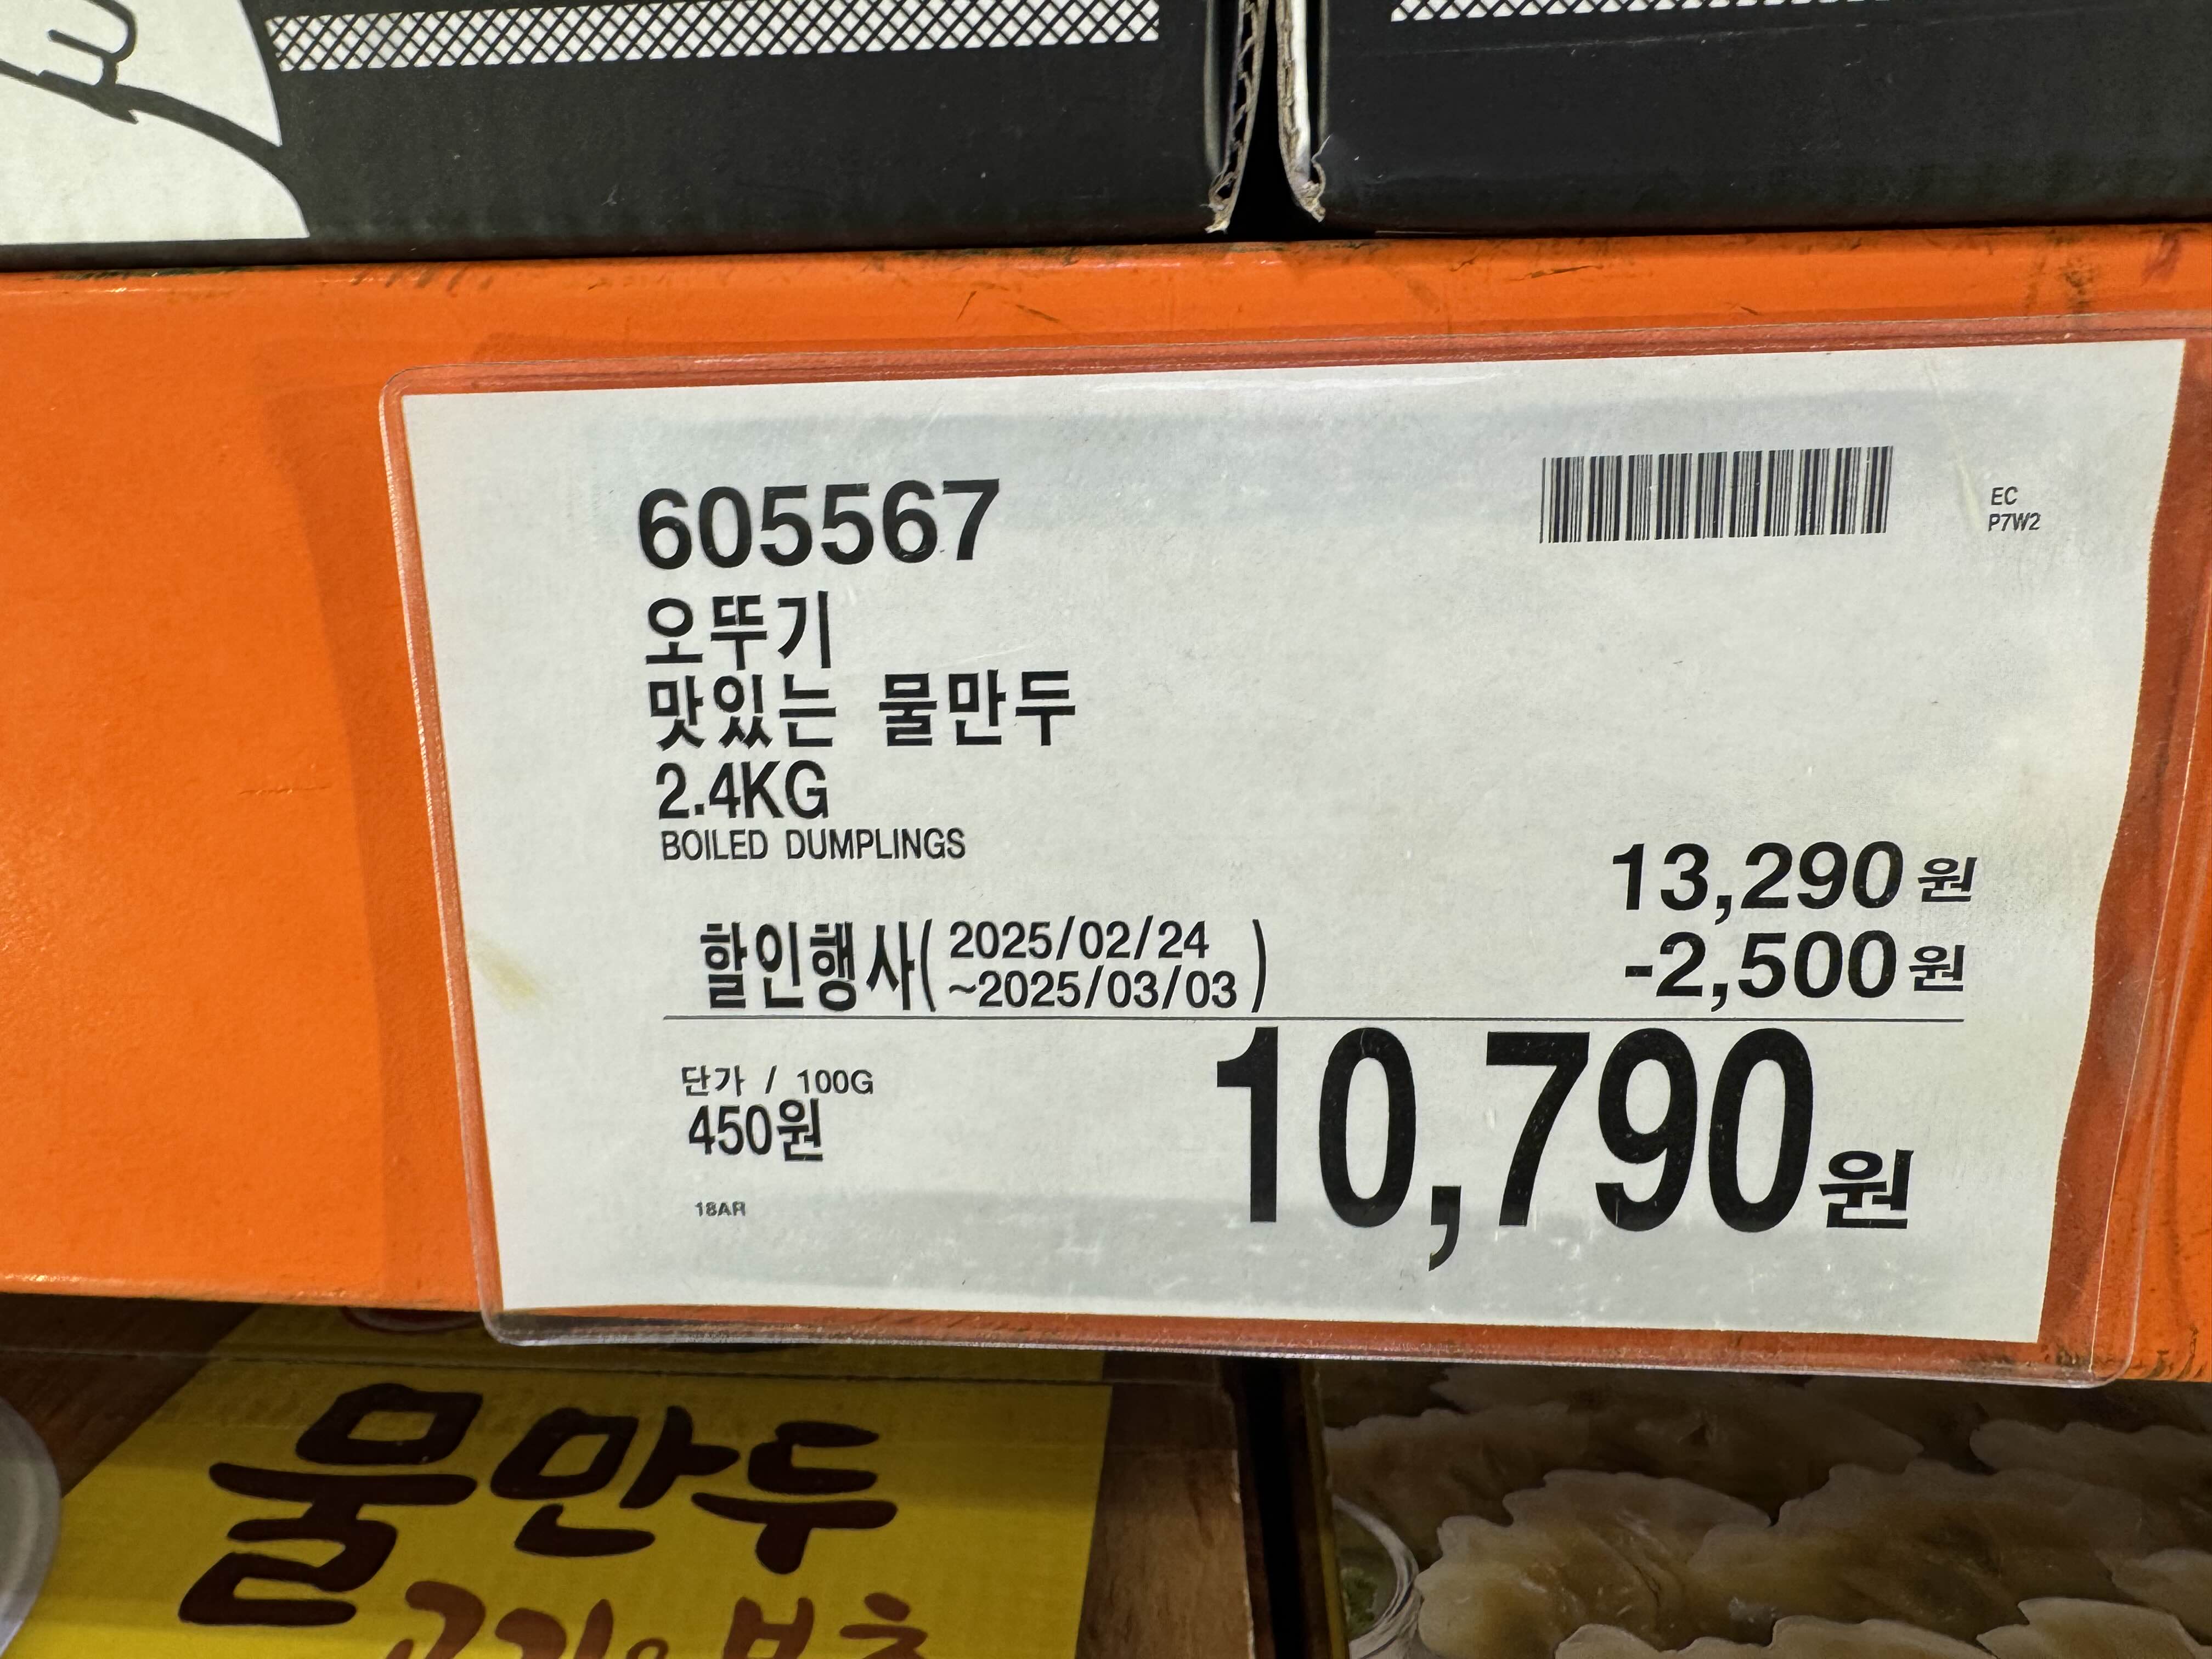 605567
EC
P7W2
오뚜기
맛있는 물만두
2.4KG
BOILED DUMPLINGS
13,290원
할인행사( 2025/02/24
~2025/03/03 )
-2,500원
단가 / 100G
450원
10,790원
18AR
물만두